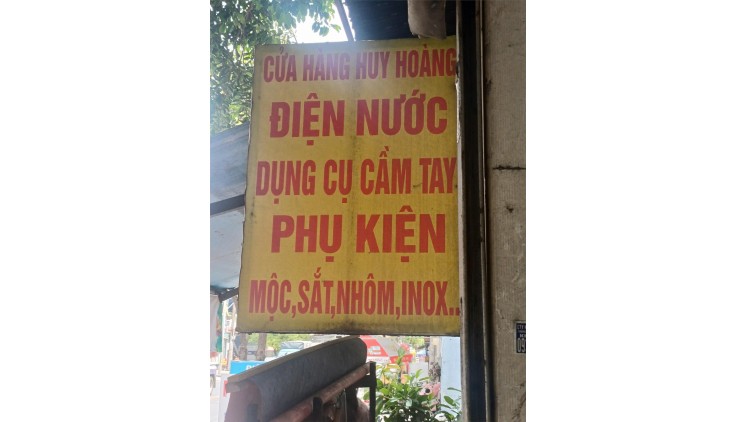 CỬA HÀNG HUY HOÀNG
ĐIỆN NƯỚC
DỤNG CỤ CẦM TAY
PHỤ KIỆN
MỘC,SẮT,NHÔM,INOX..